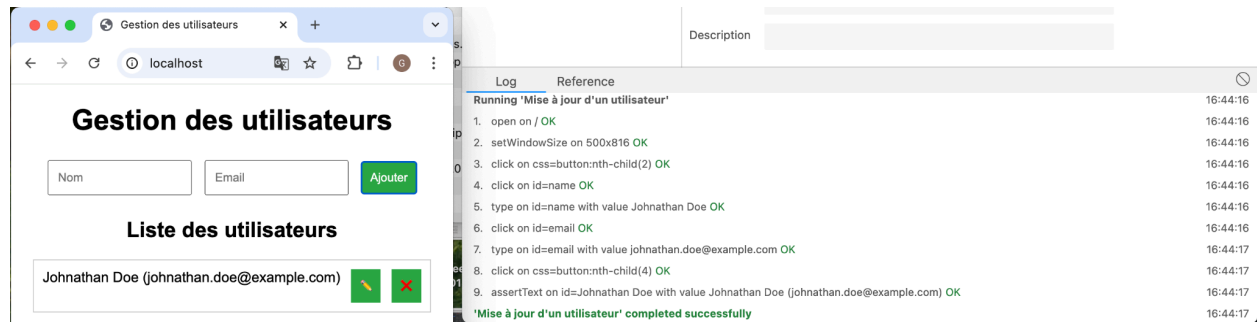 Gestion des utilisateurs
localhost
G
Gestion des utilisateurs
Nom
Email
Ajouter
Liste des utilisateurs
Johnathan Doe (johnathan.doe@example.com)
Description
Log
Reference
Running 'Mise à jour d'un utilisateur' 16:44:16
1. open on / OK 16:44:16
2. setWindowSize on 500x816 OK 16:44:16
3. click on css=button:nth-child(2) OK 16:44:16
4. click on id=name OK 16:44:16
5. type on id=name with value Johnathan Doe OK 16:44:16
6. click on id=email OK 16:44:16
7. type on id=email with value johnathan.doe@example.com OK 16:44:17
8. click on css=button:nth-child(4) OK 16:44:17
9. assertText on id=Johnathan Doe with value Johnathan Doe (johnathan.doe@example.com) OK 16:44:17
'Mise à jour d'un utilisateur' completed successfully 16:44:17